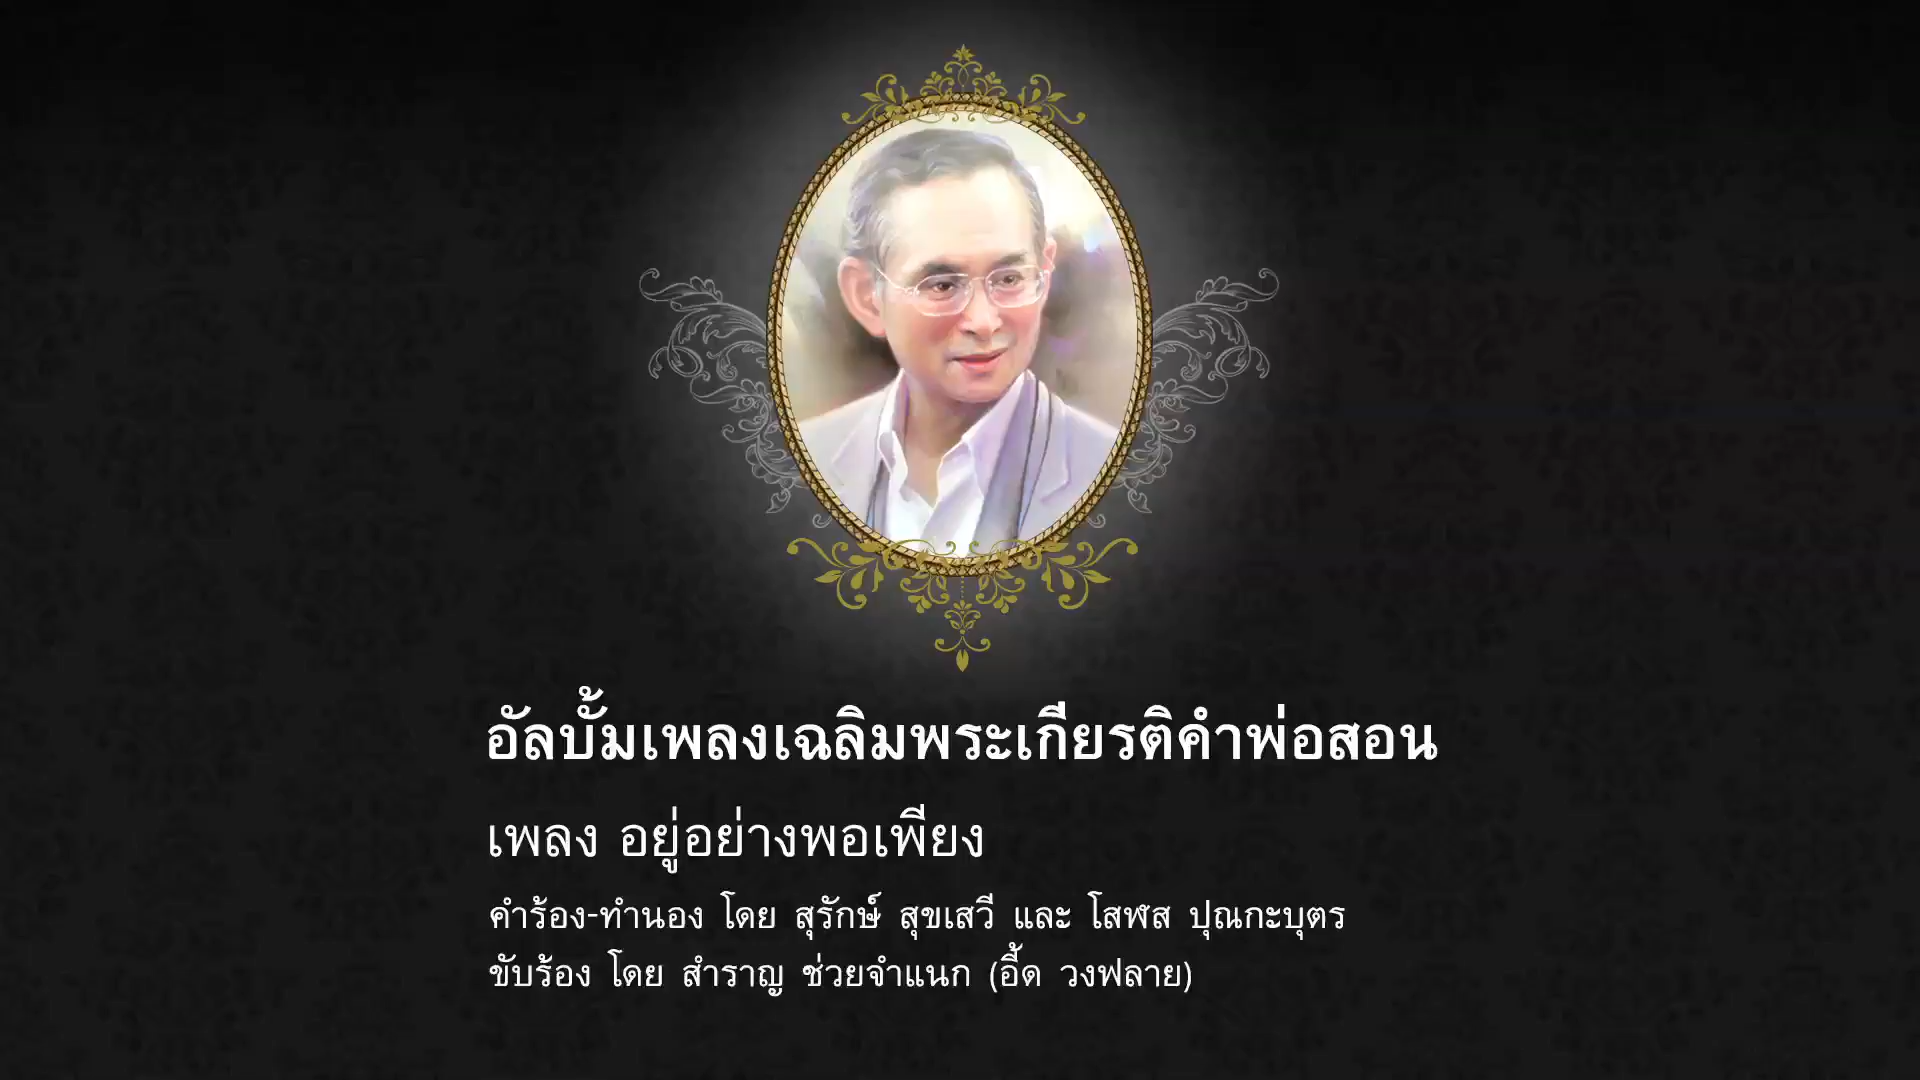 อัลบั้มเพลงเฉลิมพระเกียรติคำพ่อสอน
เพลง อยู่อย่างพอเพียง
คำร้อง-ทำนอง โดย สุรักษ์ สุขเสวี และ โสฬส ปุณกะบุตร
ขับร้อง โดย สำราญ ช่วยจำแนก (อี๊ด วงฟลาย)